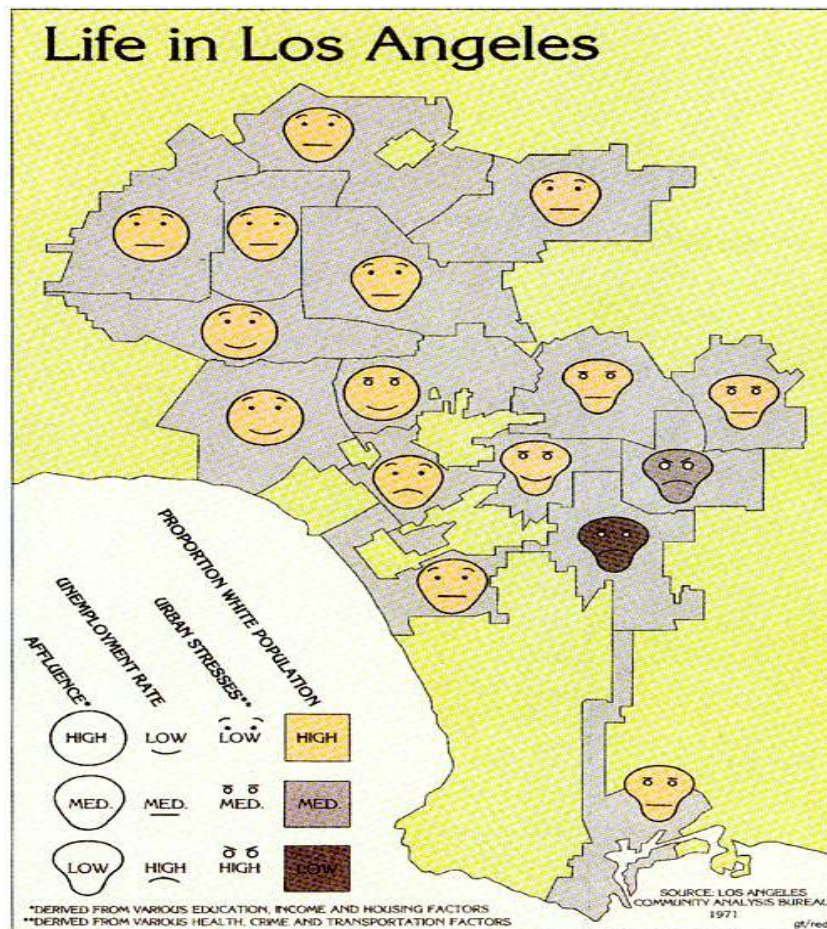 Life in Los Angeles
AFFLUENCE*
UNEMPLOYMENT RATE
URBAN STRESSES**
PROPORTION WHITE POPULATION
HIGH LOW LOW HIGH
MED. MED. MED. MED.
LOW HIGH HIGH LOW
*DERIVED FROM VARIOUS EDUCATION, INCOME AND HOUSING FACTORS
**DERIVED FROM VARIOUS HEALTH, CRIME AND TRANSPORTATION FACTORS
SOURCE: LOS ANGELES
COMMUNITY ANALYSIS BUREAU
1971